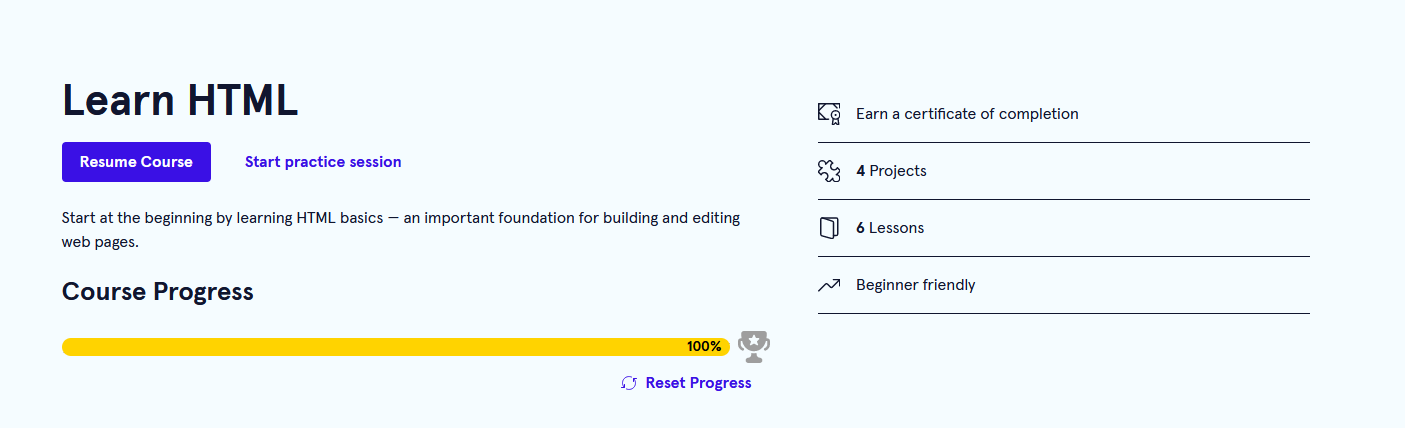 Learn HTML
Resume Course
Start practice session
Start at the beginning by learning HTML basics — an important foundation for building and editing
web pages.
Course Progress
100%
Reset Progress
Earn a certificate of completion
4 Projects
6 Lessons
Beginner friendly